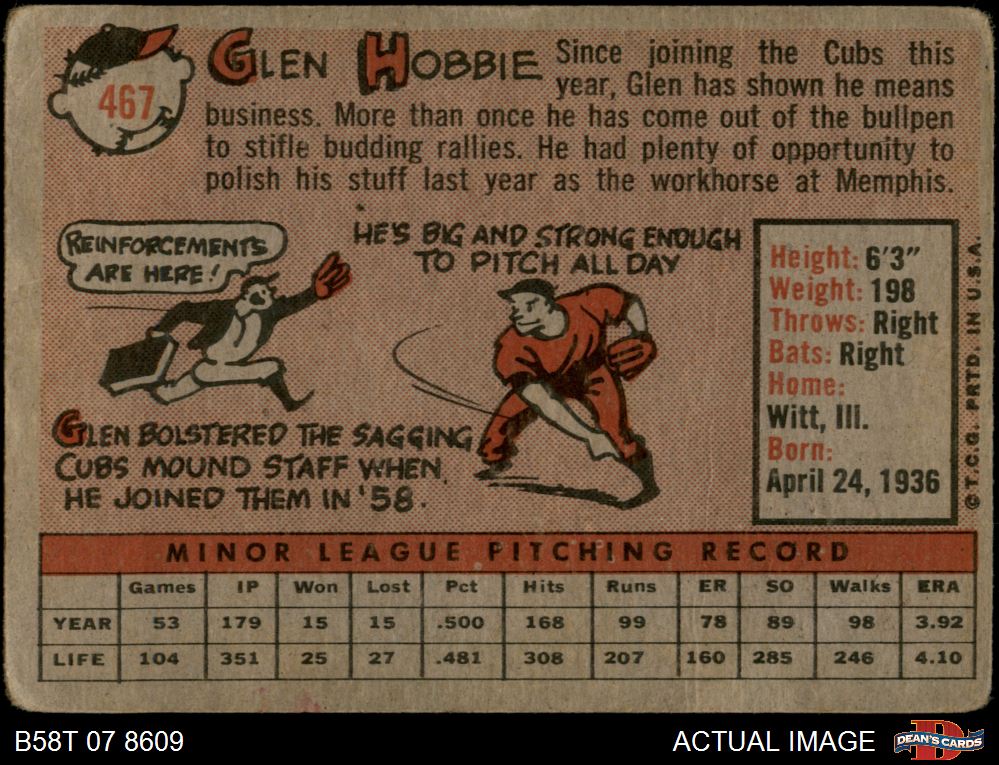 467
GLEN HOBBIE
Since joining the Cubs this
year, Glen has shown he means
business. More than once he has come out of the bullpen
to stifle budding rallies. He had plenty of opportunity to
polish his stuff last year as the workhorse at Memphis.
REINFORCEMENTS
ARE HERE!
HE'S BIG AND STRONG ENOUGH
TO PITCH ALL DAY
GLEN BOLSTERED THE SAGGING
CUBS MOUND STAFF WHEN
HE JOINED THEM IN '58.
Height: 6'3"
Weight: 198
Throws: Right
Bats: Right
Home:
Witt, Ill.
Born:
April 24, 1936
©T.C.G. PRTD. IN U.S.A.
MINOR LEAGUE PITCHING RECORD
Games IP Won Lost Pct Hits Runs ER SO Walks ERA
YEAR 53 179 15 15 .500 168 99 78 89 98 3.92
LIFE 104 351 25 27 .481 308 207 160 285 246 4.10
B58T 07 8609
ACTUAL IMAGE
DEAN'S CARDS